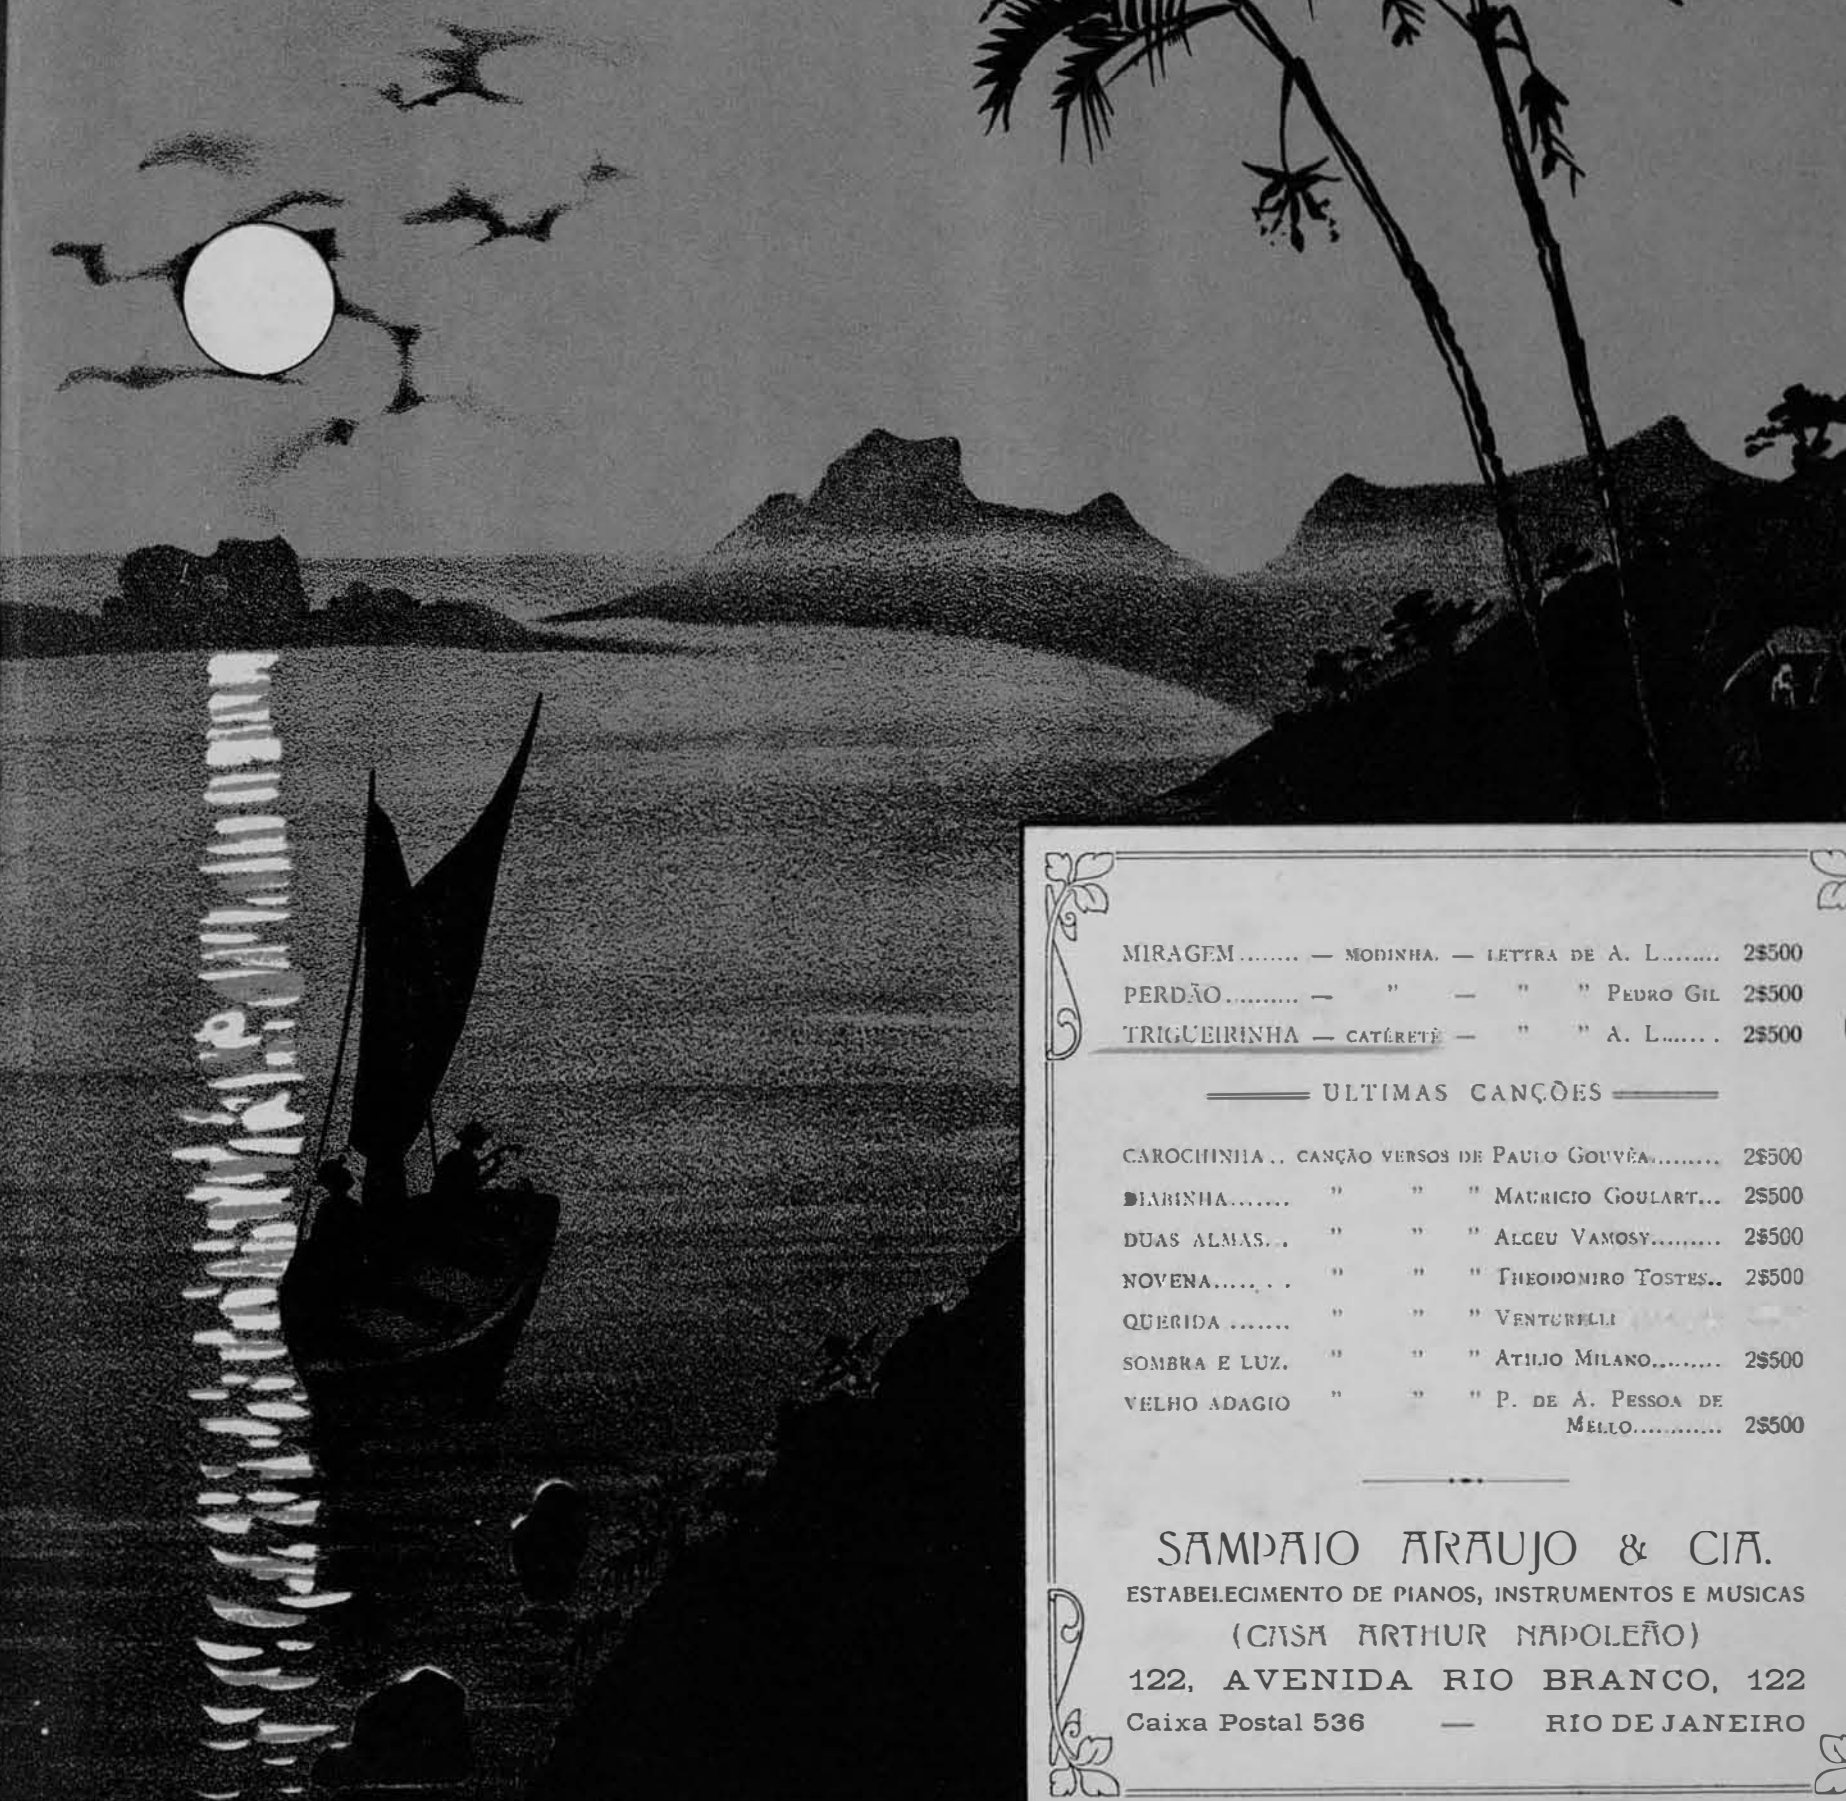 MIRAGEM........ — MODINHA. — LETTRA DE A. L........ 2$500
PERDÃO.......... — " — " " PEDRO GIL 2$500
TRIGUEIRINHA — CATÊRETÊ — " " A. L....... 2$500
ULTIMAS CANÇÕES
CAROCHINHA.. CANÇÃO VERSOS DE PAULO GOUVÊA......... 2$500
DIABINHA....... " " " MAURICIO GOULART... 2$500
DUAS ALMAS. . " " " ALCEU VAMOSY......... 2$500
NOVENA....... " " " THEODOMIRO TOSTES.. 2$500
QUERIDA ....... " " " VENTURELLI
SOMBRA E LUZ. " " " ATILIO MILANO......... 2$500
VELHO ADAGIO " " " P. DE A. PESSOA DE
MELLO............ 2$500
SAMPAIO ARAUJO & CIA.
ESTABELECIMENTO DE PIANOS, INSTRUMENTOS E MUSICAS
(CASA ARTHUR NAPOLEÃO)
122, AVENIDA RIO BRANCO, 122
Caixa Postal 536 — RIO DE JANEIRO